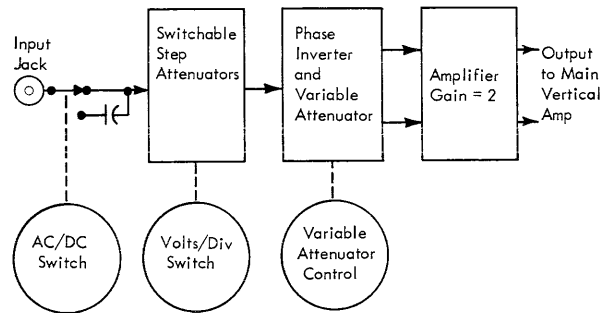 Input
Jack
Switchable
Step
Attenuators
Phase
Inverter
and
Variable
Attenuator
Amplifier
Gain = 2
Output
to Main
Vertical
Amp
AC/DC
Switch
Volts/Div
Switch
Variable
Attenuator
Control